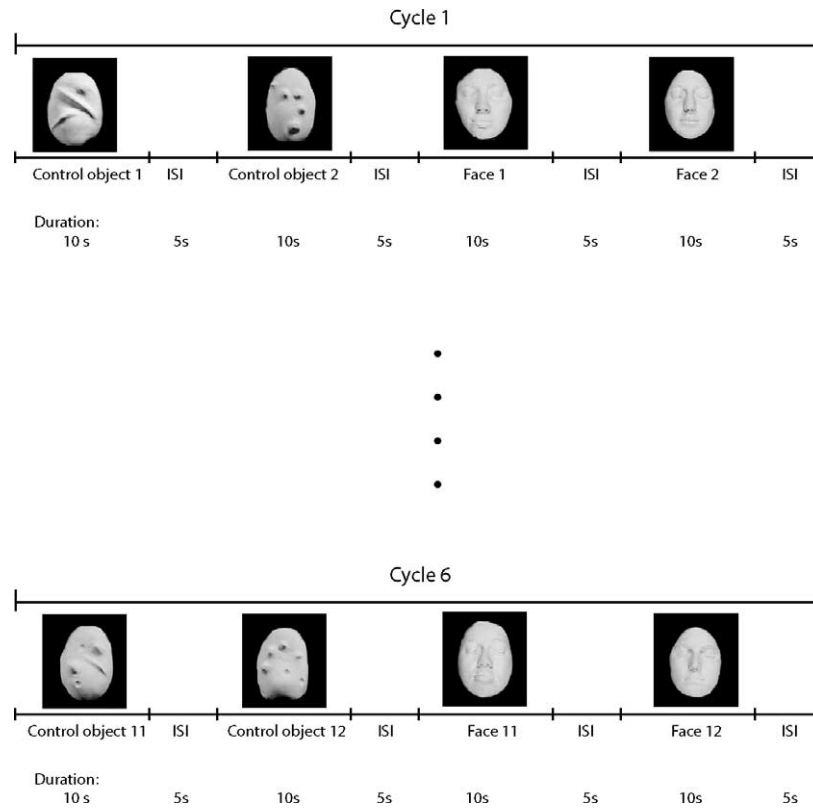 Cycle 1
Control object 1 ISI Control object 2 ISI Face 1 ISI Face 2 ISI
Duration:
10 s 5s 10s 5s 10s 5s 10s 5s
Cycle 6
Control object 11 ISI Control object 12 ISI Face 11 ISI Face 12 ISI
Duration:
10 s 5s 10s 5s 10s 5s 10s 5s